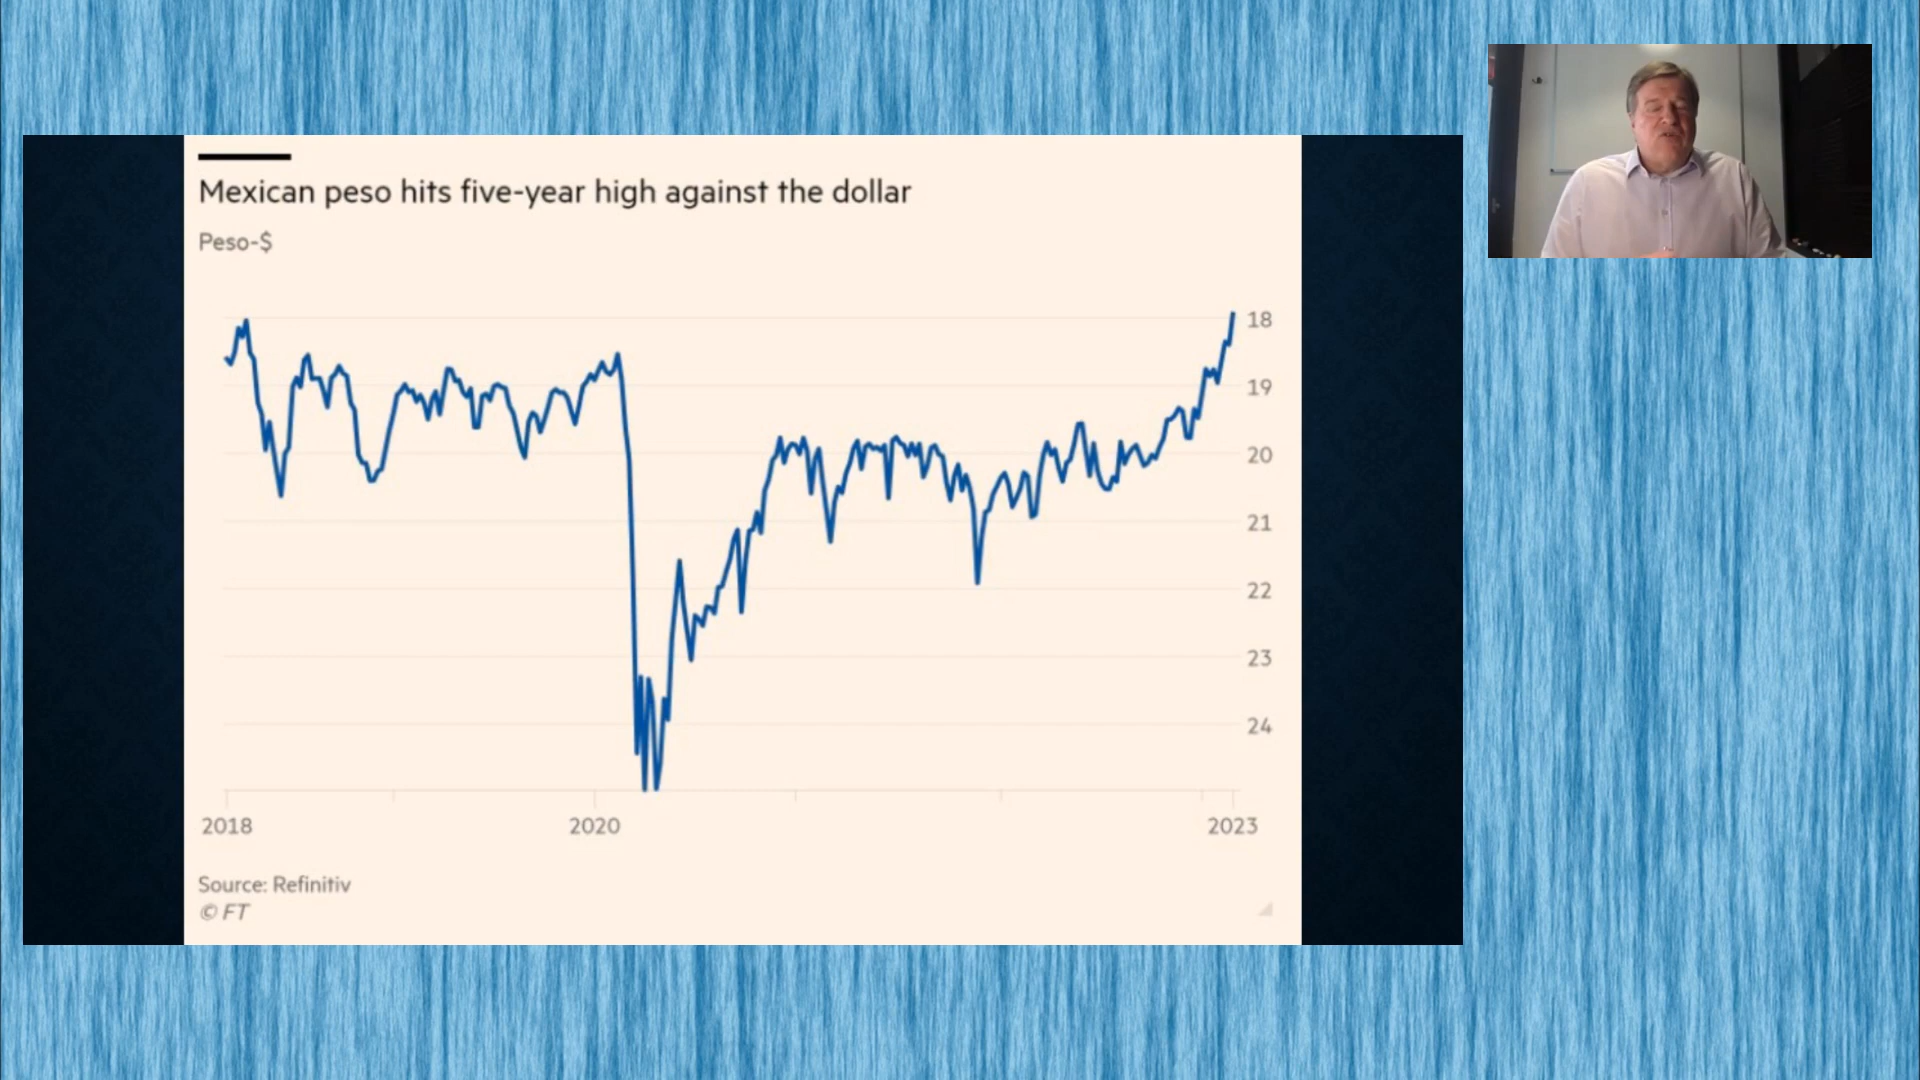 Mexican peso hits five-year high against the dollar
Peso-$
18
19
20
21
22
23
24
2018
2020
2023
Source: Refinitiv
© FT